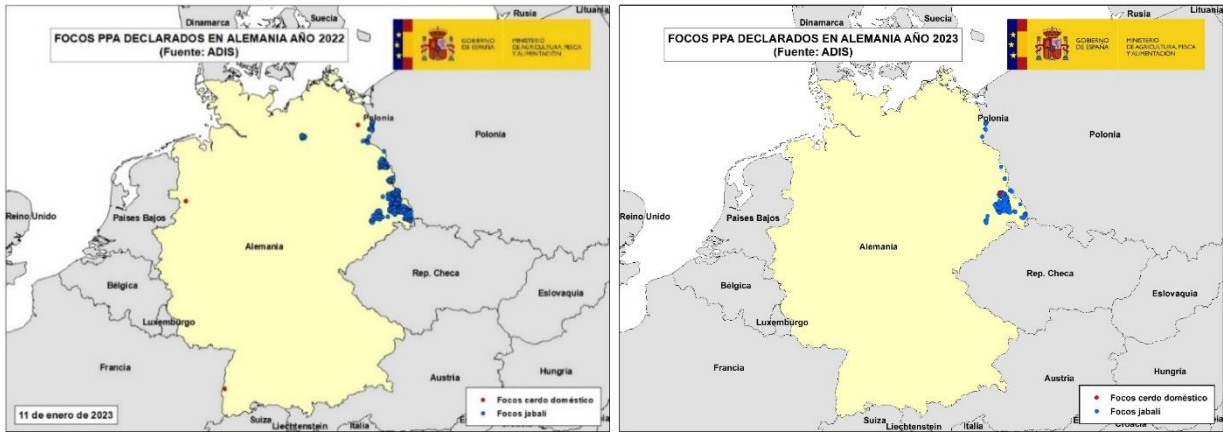 Dinamarca
Suecia
Rusia
Lituania
FOCOS PPA DECLARADOS EN ALEMANIA AÑO 2022
(Fuente: ADIS)
GOBIERNO
DE ESPAÑA
MINISTERIO
DE AGRICULTURA, PESCA
Y ALIMENTACIÓN
Polonia
Polonia
Reino Unido
Paises Bajos
Alemania
Bélgica
Rep. Checa
Eslovaquia
Luxemburgo
Francia
Austria
Hungría
Suiza
Liechtenstein
Italia
11 de enero de 2023
Focos cerdo doméstico
Focos jabalí
Dinamarca
Suecia
Rusia
Lituania
FOCOS PPA DECLARADOS EN ALEMANIA AÑO 2023
(Fuente: ADIS)
GOBIERNO
DE ESPAÑA
MINISTERIO
DE AGRICULTURA, PESCA
Y ALIMENTACIÓN
Polonia
Polonia
Reino Unido
Paises Bajos
Alemania
Bélgica
Rep. Checa
Eslovaquia
Luxemburgo
Francia
Austria
Hungría
Suiza
Liechtenstein
Italia
Croacia
Focos cerdo doméstico
Focos jabalí